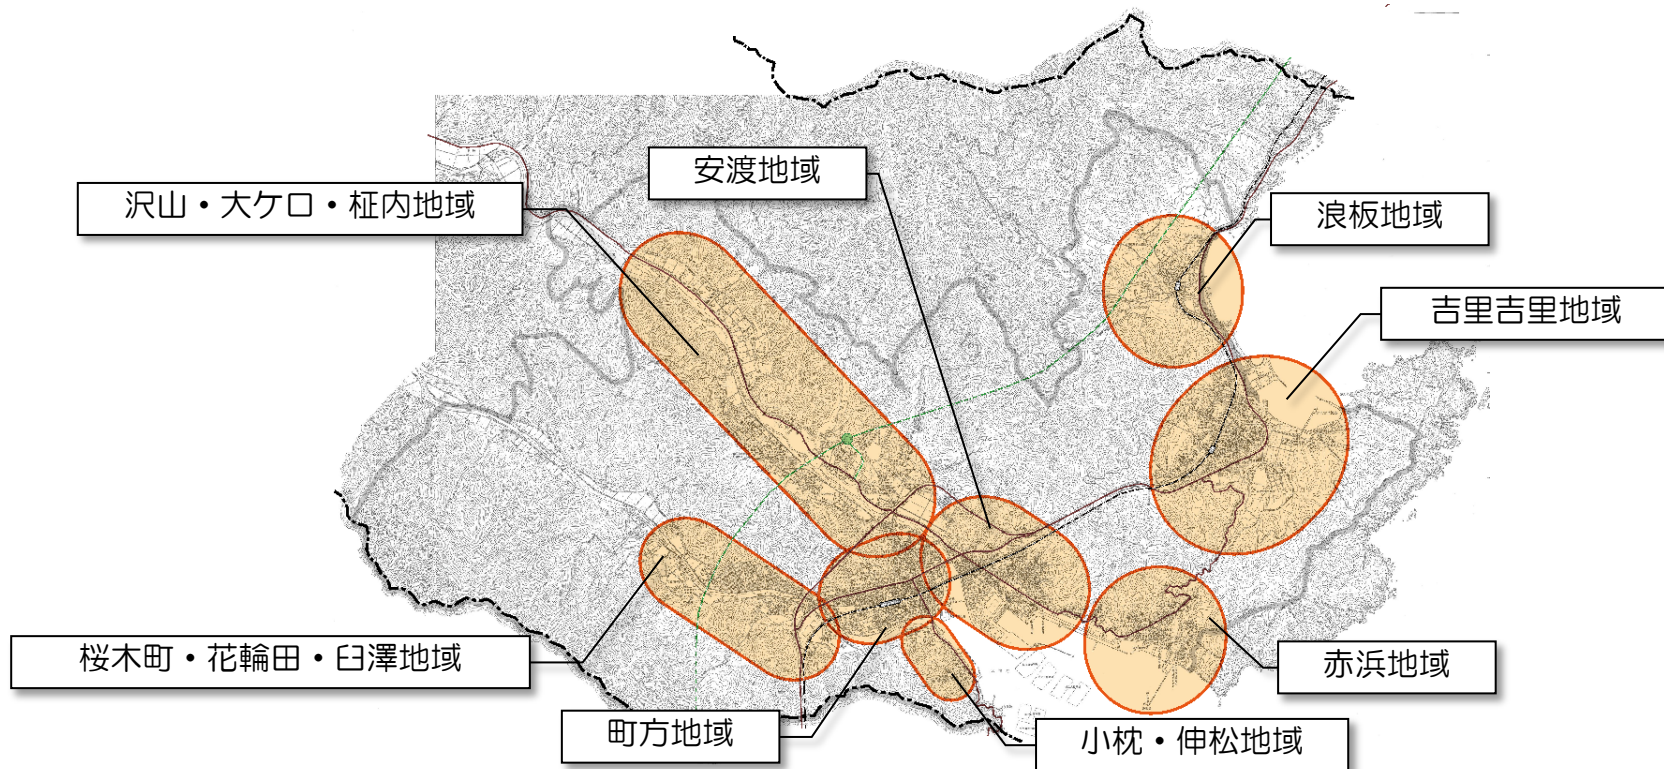 安渡地域
沢山・大ケ口・柾内地域
浪板地域
吉里吉里地域
桜木町・花輪田・臼澤地域
赤浜地域
町方地域
小枕・伸松地域